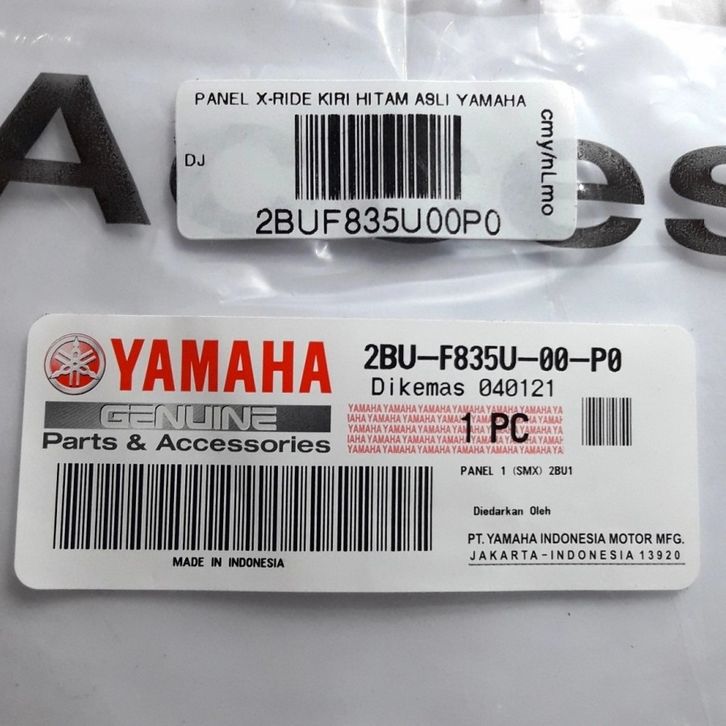 PANEL X-RIDE KIRI HITAM ASLI YAMAHA
DJ
cmy/nl.mo
2BUF835U00P0
YAMAHA
GENUINE
Parts & Accessories
MADE IN INDONESIA
2BU-F835U-00-P0
Dikemas 040121
1 PC
PANEL 1 (SMX) 2BU1
Diedarkan Oleh
PT. YAMAHA INDONESIA MOTOR MFG.
JAKARTA-INDONESIA 13920